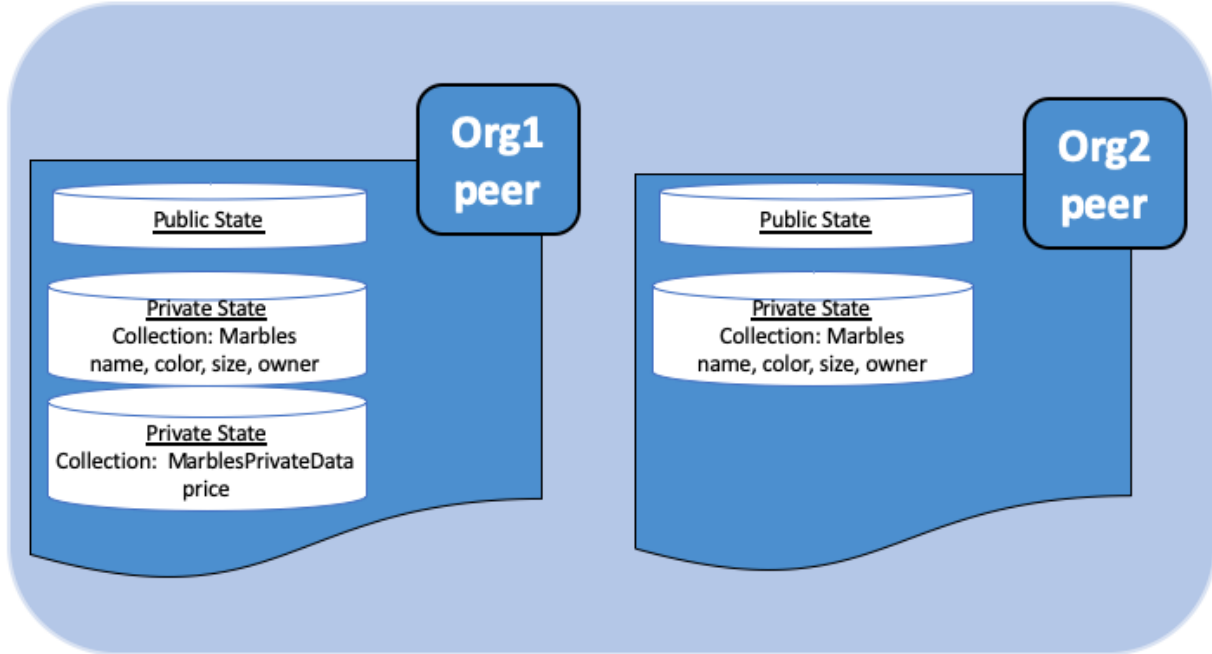 Org1
peer
Public State
Private State
Collection: Marbles
name, color, size, owner
Private State
Collection:  MarblesPrivateData
price
Org2
peer
Public State
Private State
Collection: Marbles
name, color, size, owner